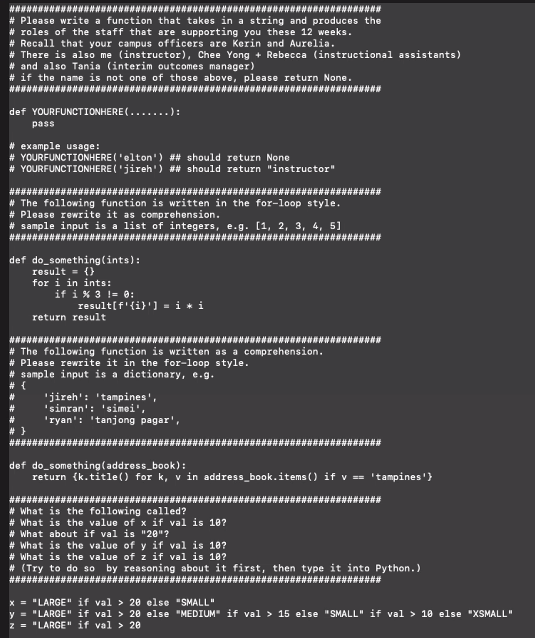 #################################################################
# Please write a function that takes in a string and produces the
# roles of the staff that are supporting you these 12 weeks.
# Recall that your campus officers are Kerin and Aurelia.
# There is also me (instructor), Chee Yong + Rebecca (instructional assistants)
# and also Tania (interim outcomes manager)
# if the name is not one of those above, please return None.
#################################################################

def YOURFUNCTIONHERE(.......):
    pass

# example usage:
# YOURFUNCTIONHERE('elton') ## should return None
# YOURFUNCTIONHERE('jireh') ## should return "instructor"

#################################################################
# The following function is written in the for-loop style.
# Please rewrite it as comprehension.
# sample input is a list of integers, e.g. [1, 2, 3, 4, 5]
#################################################################

def do_something(ints):
    result = {}
    for i in ints:
        if i % 3 != 0:
            result[f'{i}'] = i * i
    return result

#################################################################
# The following function is written as a comprehension.
# Please rewrite it in the for-loop style.
# sample input is a dictionary, e.g.
# {
#     'jireh': 'tampines',
#     'simran': 'simei',
#     'ryan': 'tanjong pagar',
# }
#################################################################

def do_something(address_book):
    return {k.title() for k, v in address_book.items() if v == 'tampines'}

#################################################################
# What is the following called?
# What is the value of x if val is 10?
# What about if val is "20"?
# What is the value of y if val is 10?
# What is the value of z if val is 10?
# (Try to do so  by reasoning about it first, then type it into Python.)
#################################################################

x = "LARGE" if val > 20 else "SMALL"
y = "LARGE" if val > 20 else "MEDIUM" if val > 15 else "SMALL" if val > 10 else "XSMALL"
z = "LARGE" if val > 20